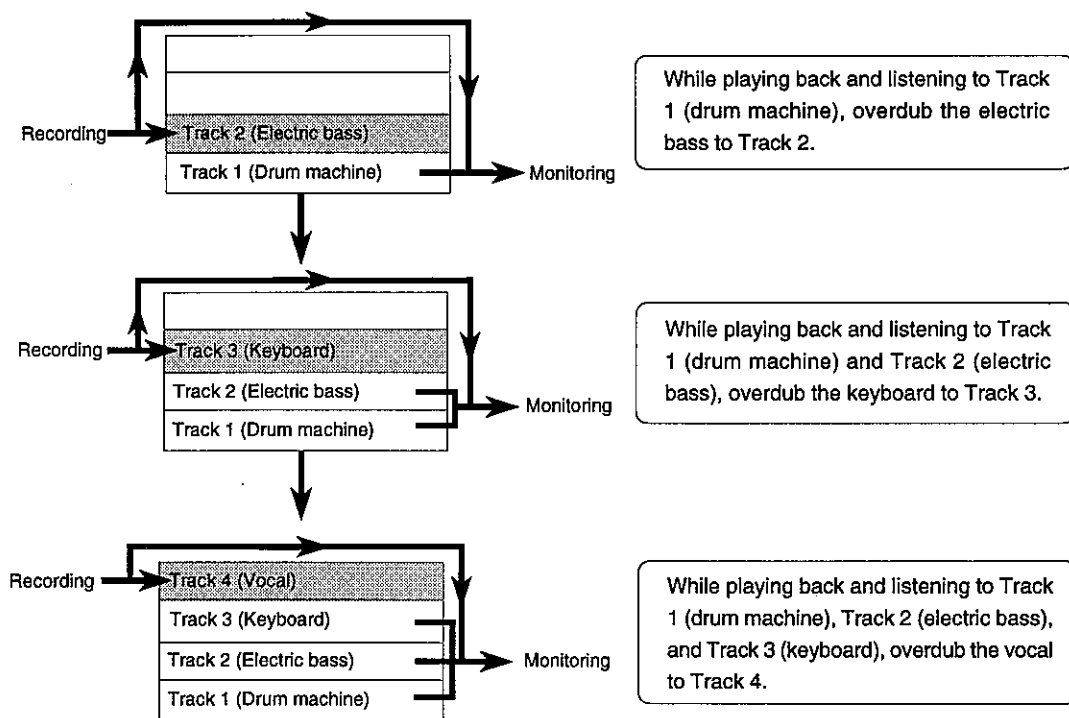 While playing back and listening to Track
1 (drum machine), overdub the electric
bass to Track 2.
Recording
Track 2 (Electric bass)
Track 1 (Drum machine)
Monitoring
While playing back and listening to Track
1 (drum machine) and Track 2 (electric
bass), overdub the keyboard to Track 3.
Recording
Track 3 (Keyboard)
Track 2 (Electric bass)
Track 1 (Drum machine)
Monitoring
While playing back and listening to Track
1 (drum machine), Track 2 (electric bass),
and Track 3 (keyboard), overdub the vocal
to Track 4.
Recording
Track 4 (Vocal)
Track 3 (Keyboard)
Track 2 (Electric bass)
Track 1 (Drum machine)
Monitoring